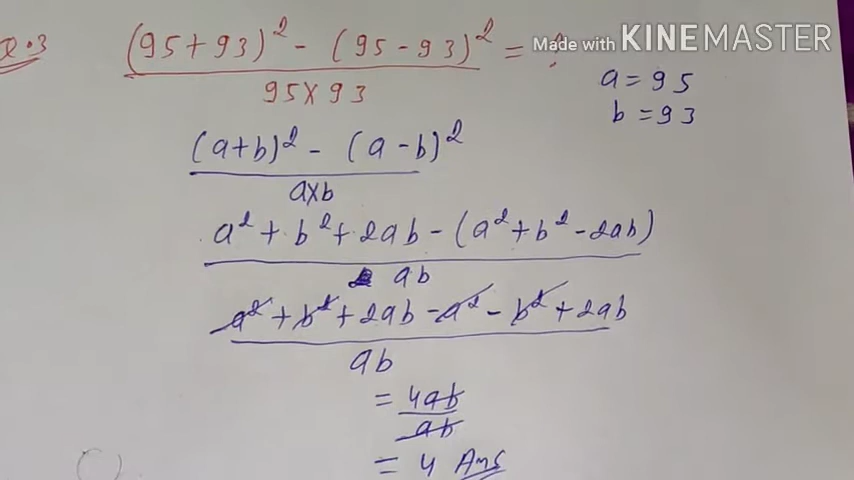 Q.3 (95+93)² - (95-93)² = ?
95×93
Made with KINEMASTER
a = 95
b = 93
(a+b)² - (a-b)²
a×b
a² + b² + 2ab - (a² + b² - 2ab)
ab
a² + b² + 2ab - a² - b² + 2ab
ab
= 4ab
ab
= 4 Ans